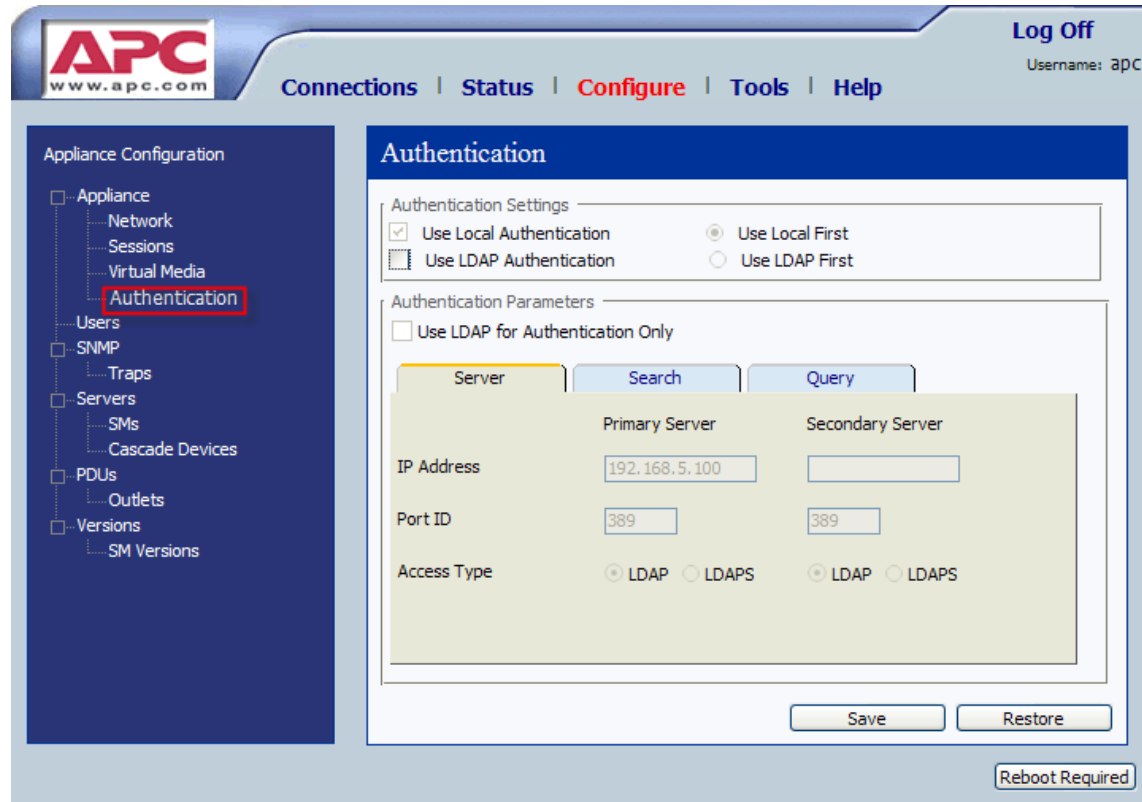 APC
www.apc.com
Connections | Status | Configure | Tools | Help
Log Off
Username: apc
Appliance Configuration
Appliance
Network
Sessions
Virtual Media
Authentication
Users
SNMP
Traps
Servers
SMs
Cascade Devices
PDUs
Outlets
Versions
SM Versions
Authentication
Authentication Settings
Use Local Authentication Use Local First
Use LDAP Authentication Use LDAP First
Authentication Parameters
Use LDAP for Authentication Only
Server Search Query
Primary Server Secondary Server
IP Address 192.168.5.100
Port ID 389 389
Access Type LDAP LDAPS LDAP LDAPS
Save Restore
Reboot Required